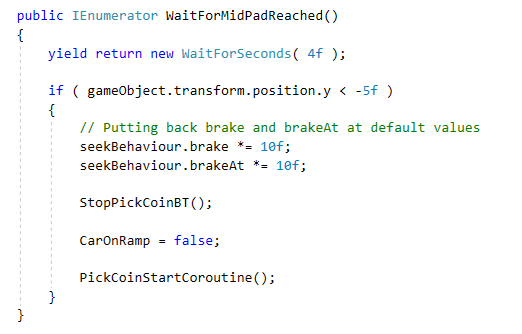 public IEnumerator WaitForMidPadReached()
{
    yield return new WaitForSeconds( 4f );
    if ( gameObject.transform.position.y < -5f )
    {
        // Putting back brake and brakeAt at default values
        seekBehaviour.brake *= 10f;
        seekBehaviour.brakeAt *= 10f;
        StopPickCoinBT();
        CarOnRamp = false;
        PickCoinStartCoroutine();
    }
}